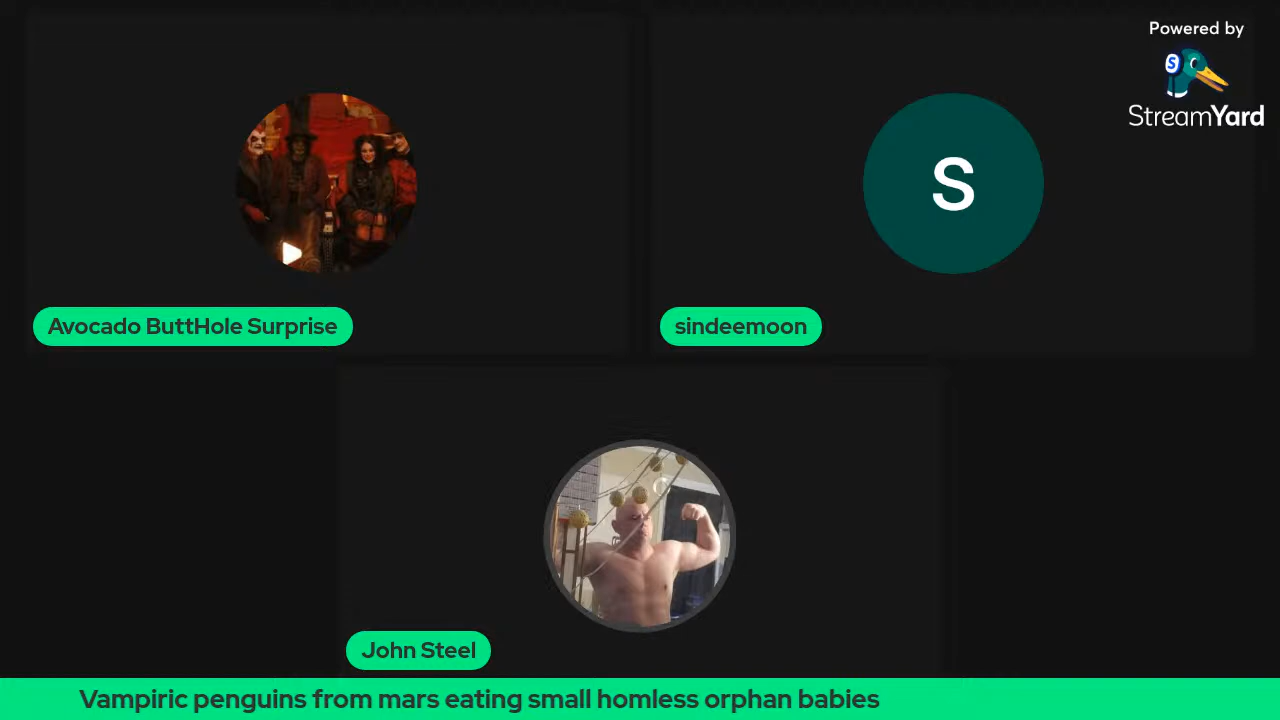 Powered by
StreamYard
S
S
Avocado ButtHole Surprise
sindeemoon
John Steel
Vampiric penguins from mars eating small homless orphan babies